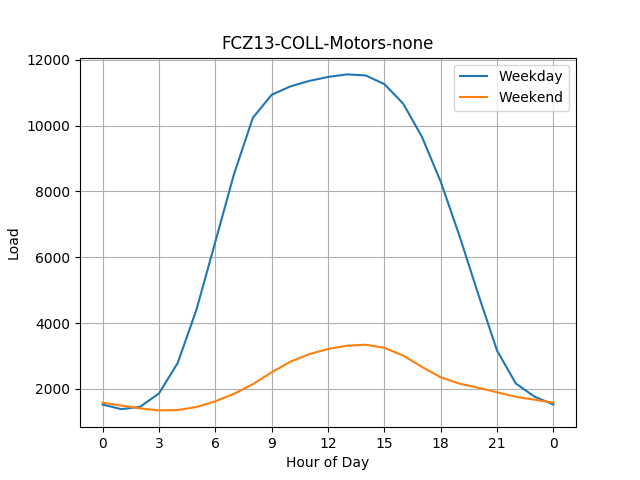 FCZ13-COLL-Motors-none
12000
10000
8000
6000
4000
2000
Load
Weekday
Weekend
0 3 6 9 12 15 18 21 0
Hour of Day